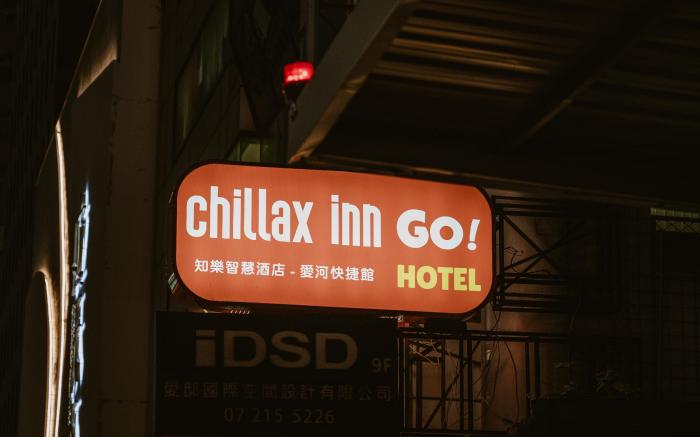 chillax inn GO!
知樂智慧酒店 - 愛河快捷館 HOTEL
iDSD 9F
愛邸國際空間設計有限公司
07 215-5226